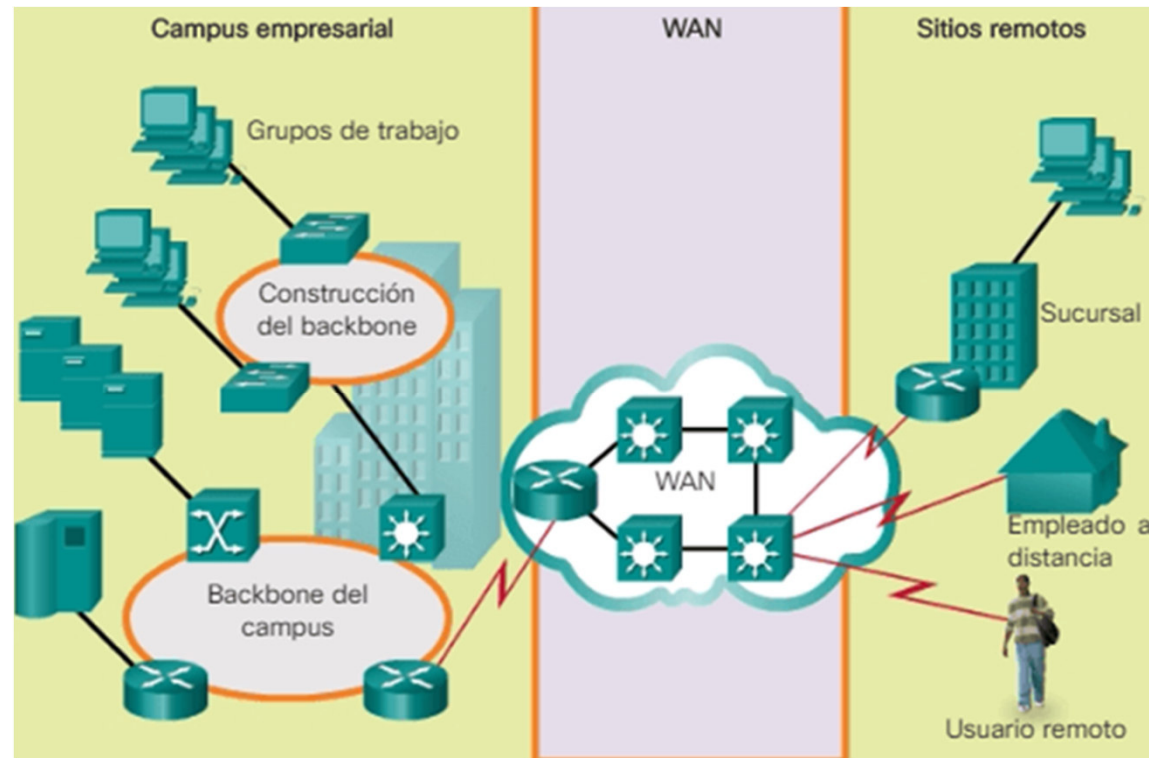 Campus empresarial
WAN
Sitios remotos
Grupos de trabajo
Construcción
del backbone
Sucursal
WAN
Empleado a
distancia
Backbone del
campus
Usuario remoto